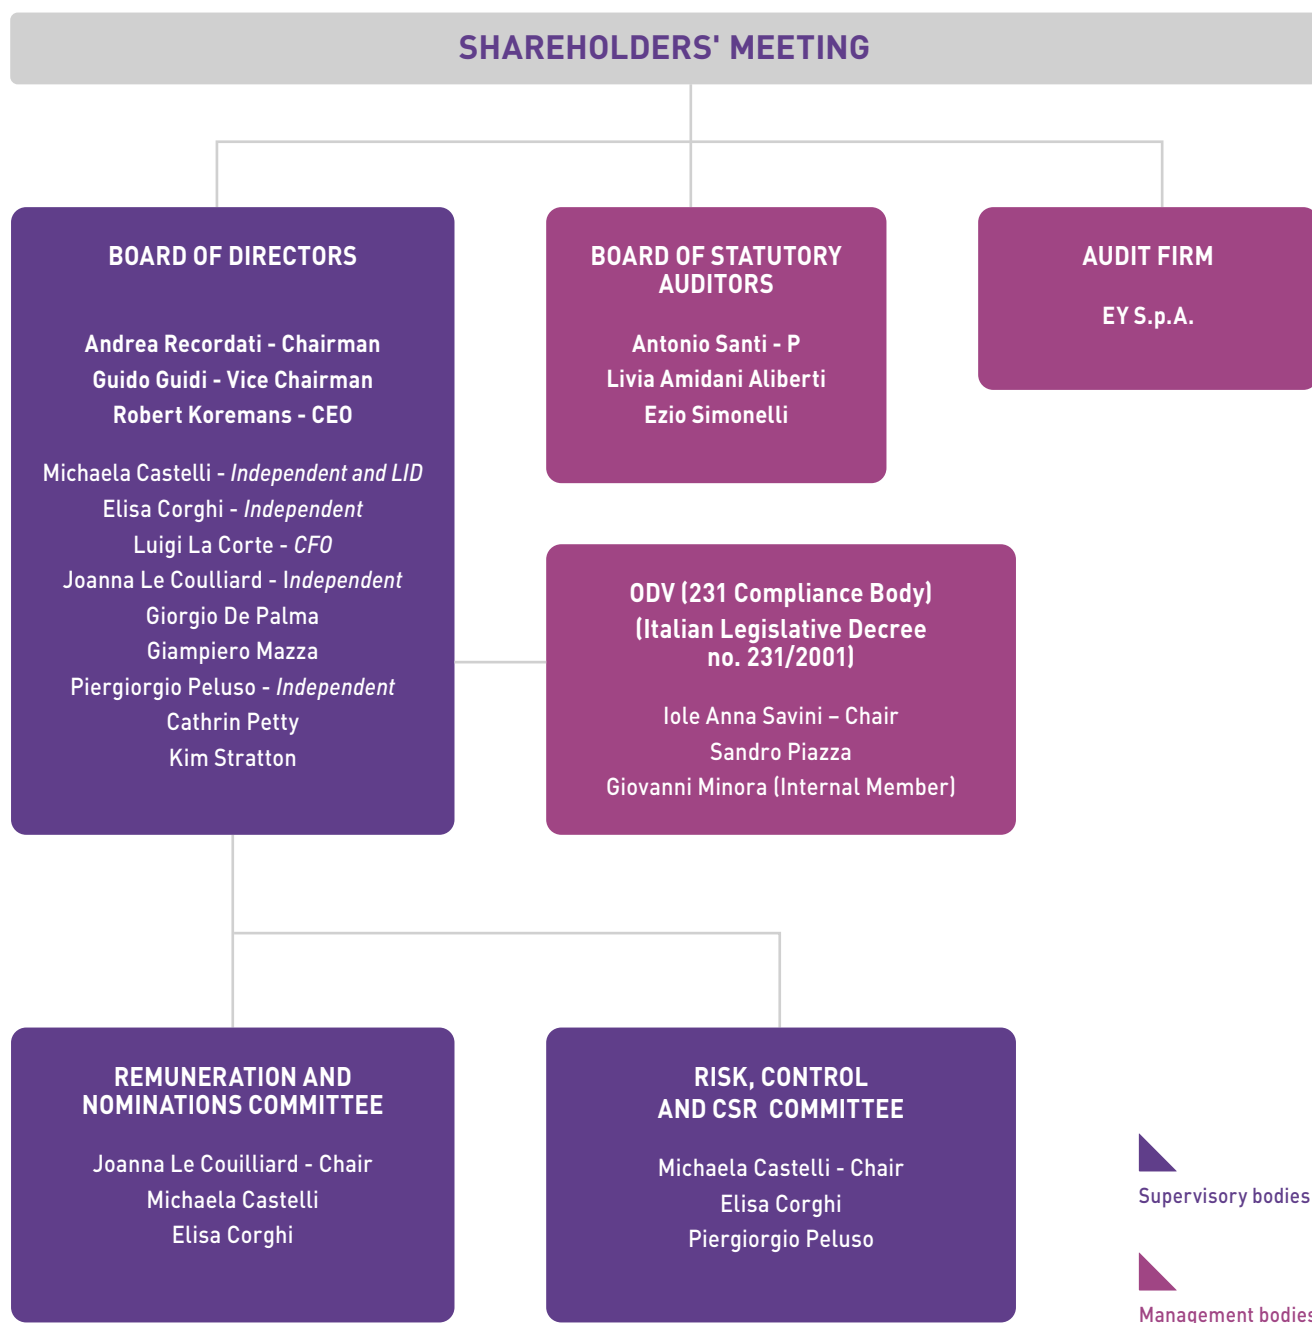 SHAREHOLDERS' MEETING
BOARD OF DIRECTORS
Andrea Recordati - Chairman
Guido Guidi - Vice Chairman
Robert Koremans - CEO
Michaela Castelli - Independent and LID
Elisa Corghi - Independent
Luigi La Corte - CFO
Joanna Le Coulliard - Independent
Giorgio De Palma
Giampiero Mazza
Piergiorgio Peluso - Independent
Cathrin Petty
Kim Stratton
BOARD OF STATUTORY
AUDITORS
Antonio Santi - P
Livia Amidani Aliberti
Ezio Simonelli
AUDIT FIRM
EY S.p.A.
ODV (231 Compliance Body)
(Italian Legislative Decree
no. 231/2001)
Iole Anna Savini – Chair
Sandro Piazza
Giovanni Minora (Internal Member)
REMUNERATION AND
NOMINATIONS COMMITTEE
Joanna Le Couilliard - Chair
Michaela Castelli
Elisa Corghi
RISK, CONTROL
AND CSR COMMITTEE
Michaela Castelli - Chair
Elisa Corghi
Piergiorgio Peluso
Supervisory bodies
Management bodies